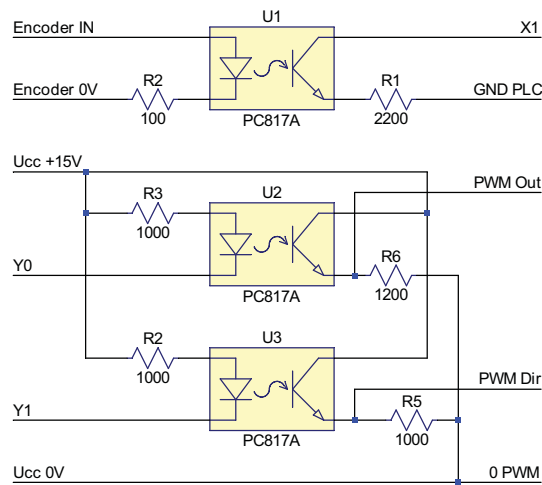 U1
Encoder IN
X1
R2
R1
Encoder 0V
GND PLC
100
PC817A
2200
Ucc +15V
U2
PWM Out
R3
1000
Y0
R6
PC817A
1200
R2
U3
1000
PWM Dir
Y1
R5
PC817A
1000
Ucc 0V
0 PWM